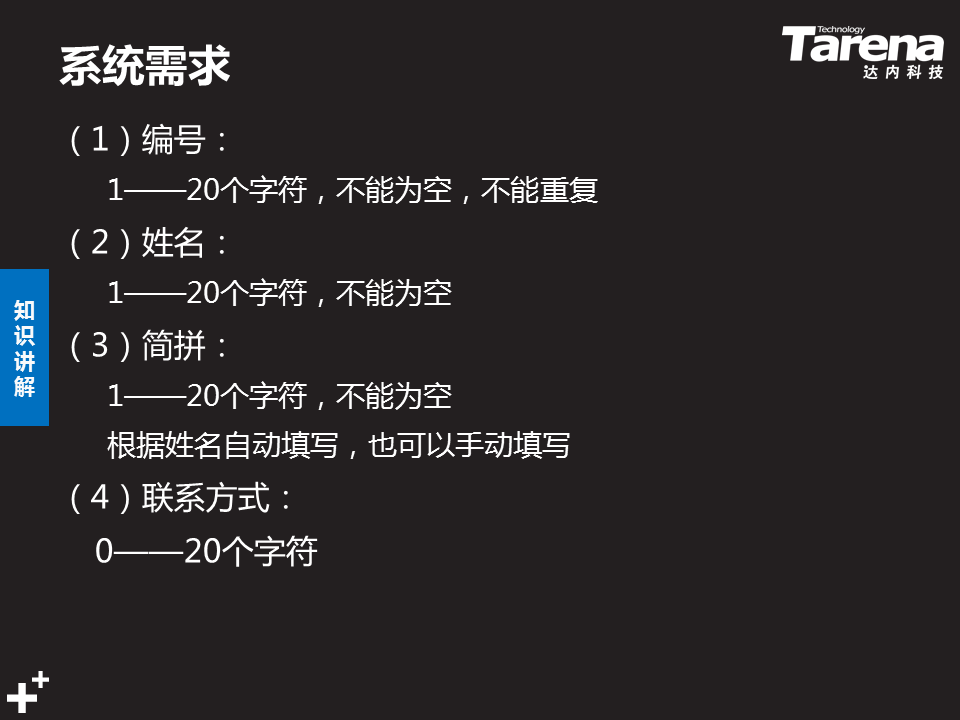 系统需求
Technology
Tarena
达内科技
（1）编号：
1——20个字符，不能为空，不能重复
（2）姓名：
1——20个字符，不能为空
（3）简拼：
1——20个字符，不能为空
根据姓名自动填写，也可以手动填写
（4）联系方式：
0——20个字符
知识讲解